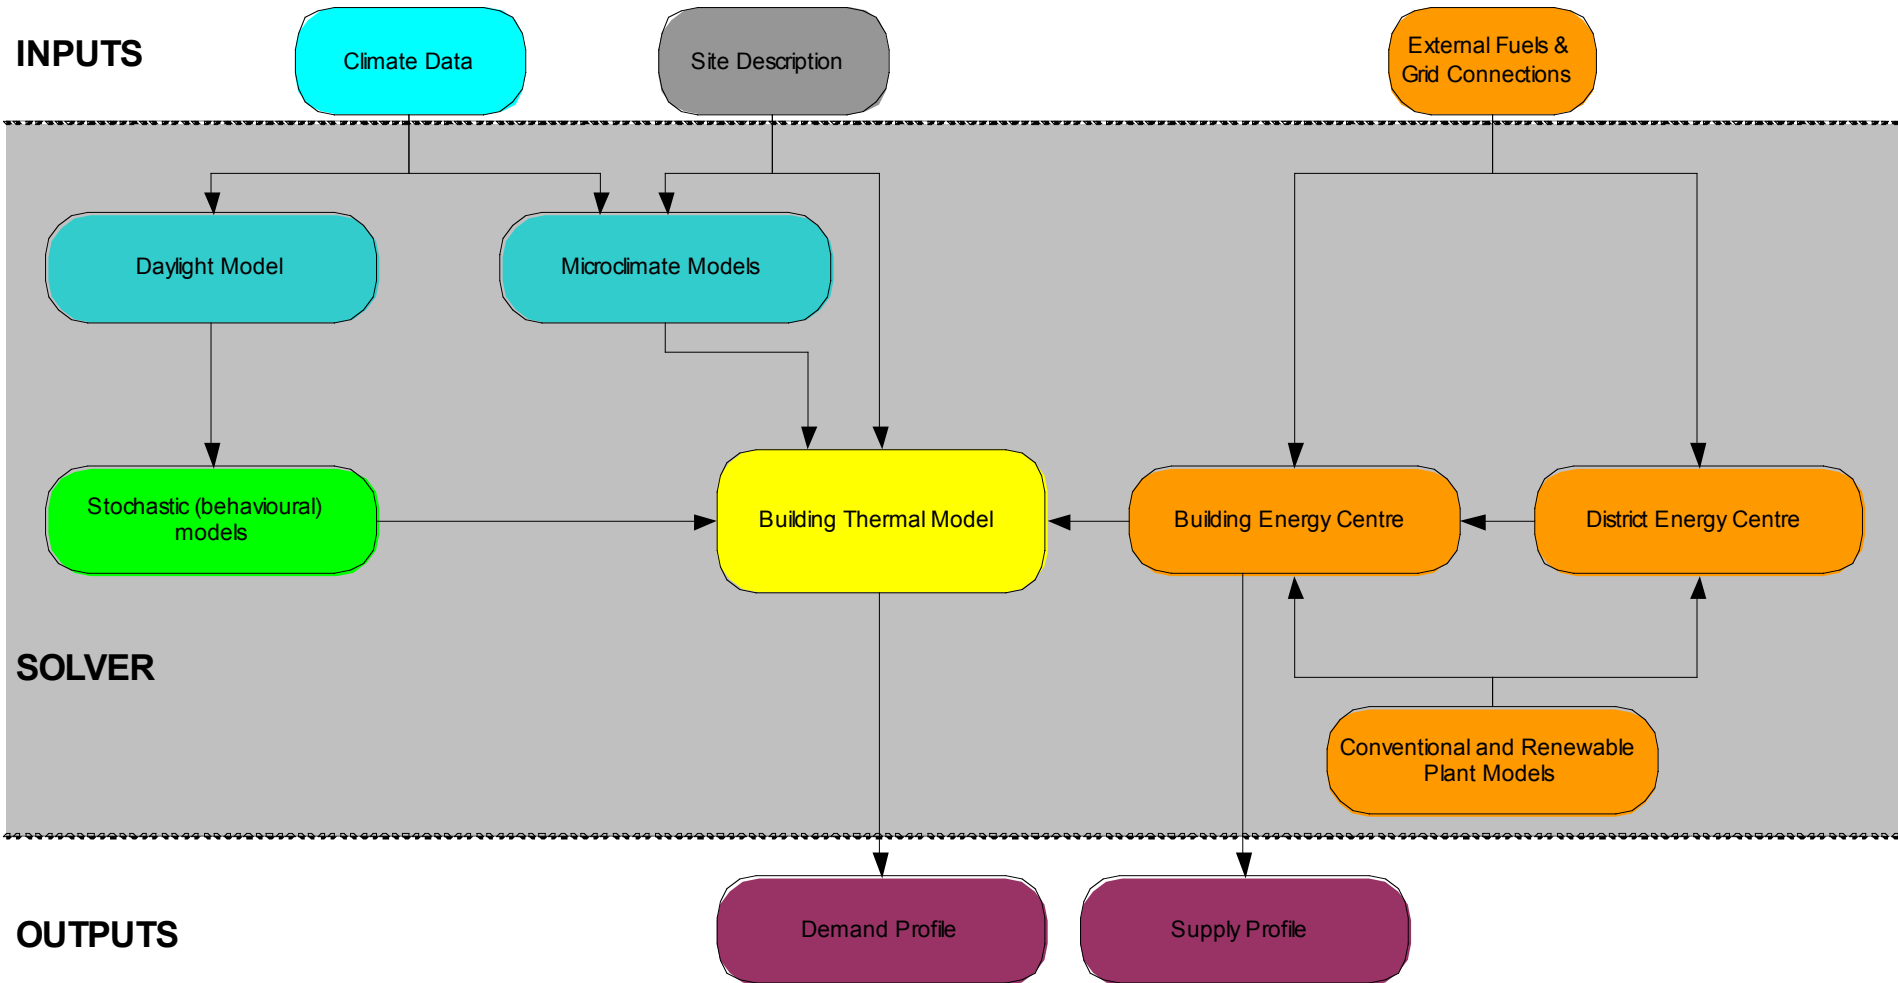 INPUTS
Climate Data
Site Description
External Fuels &
Grid Connections
Daylight Model
Microclimate Models
Stochastic (behavioural)
models
Building Thermal Model
Building Energy Centre
District Energy Centre
SOLVER
Conventional and Renewable
Plant Models
OUTPUTS
Demand Profile
Supply Profile